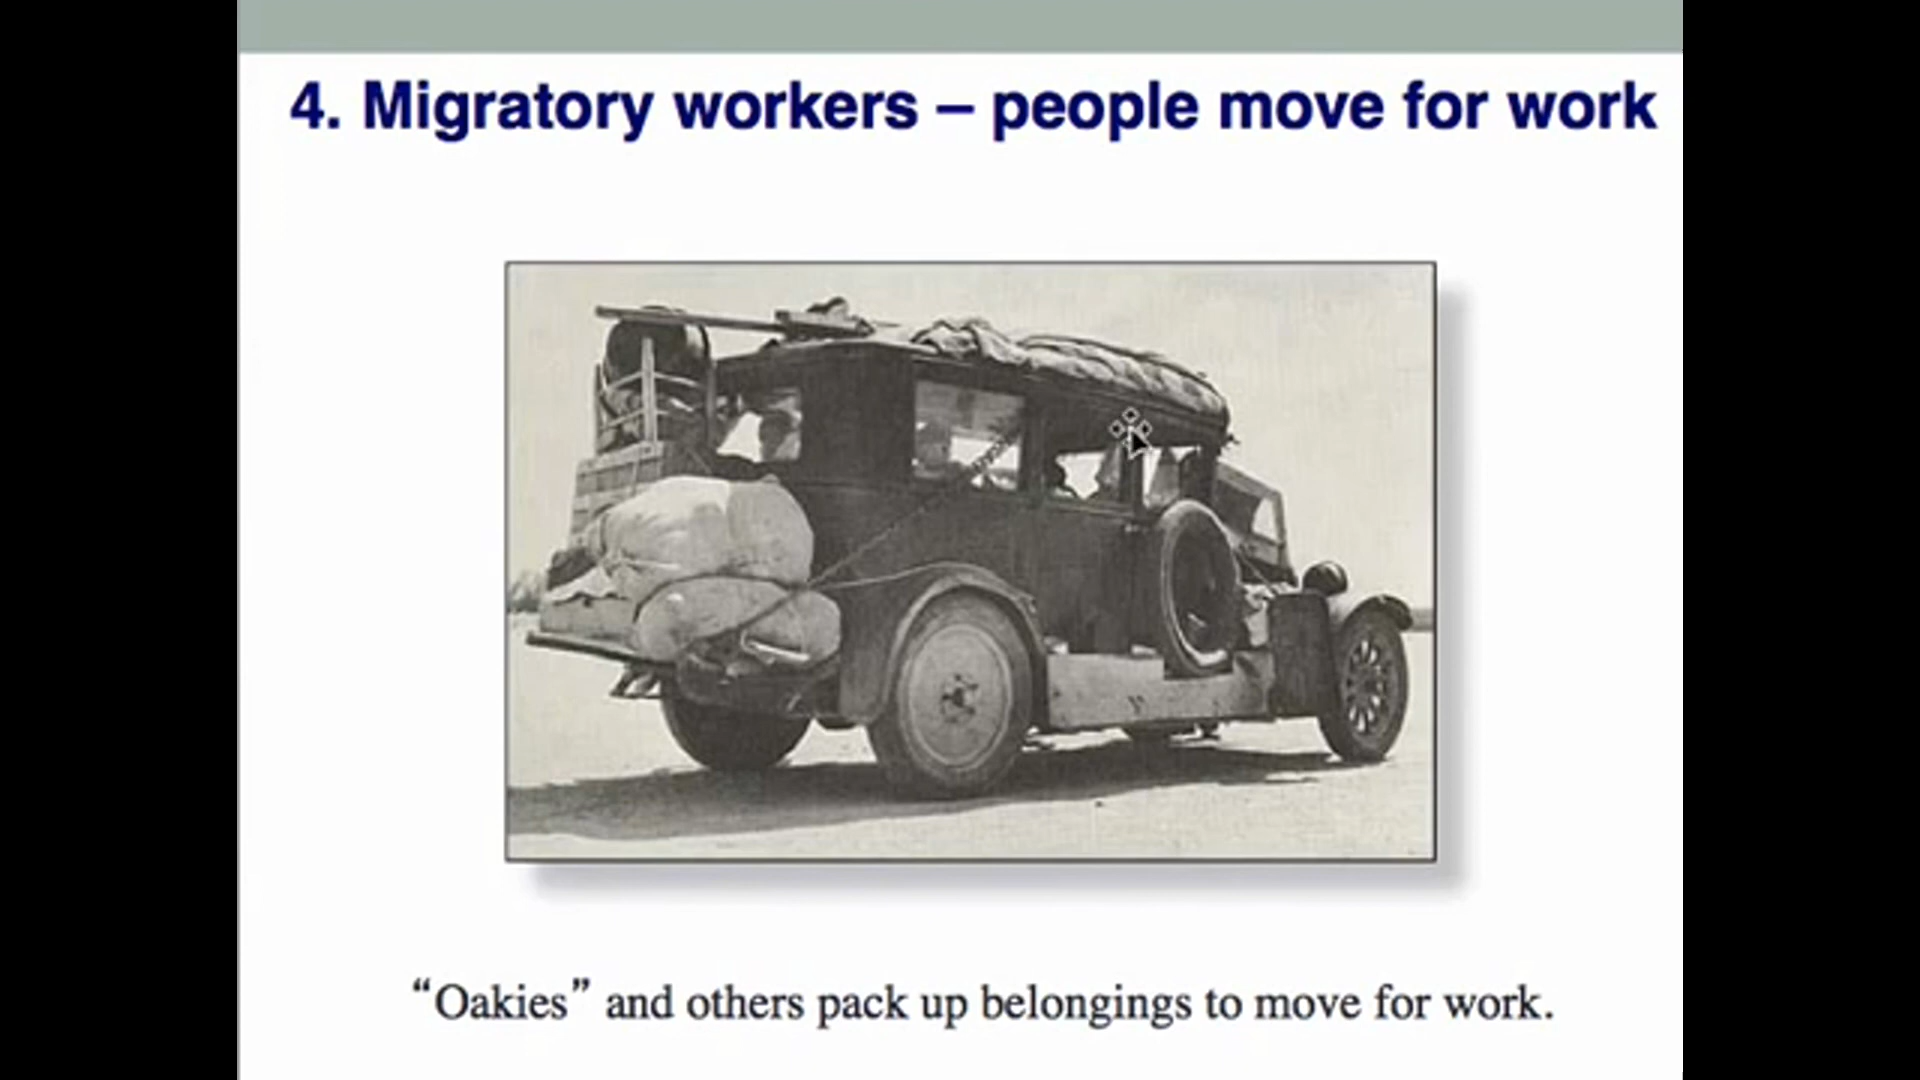 4. Migratory workers – people move for work
“Oakies” and others pack up belongings to move for work.